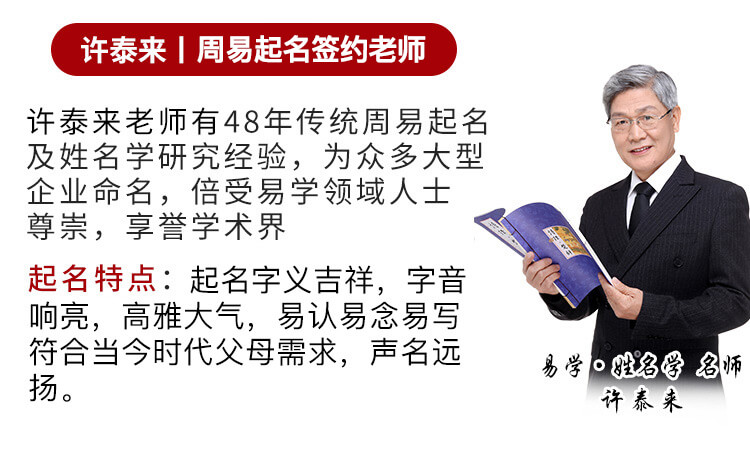 许泰来丨周易起名签约老师
许泰来老师有48年传统周易起名
及姓名学研究经验，为众多大型
企业命名，倍受易学领域人士
尊崇，享誉学术界
起名特点：起名字义吉祥，字音
响亮，高雅大气，易认易念易写
符合当今时代父母需求，声名远
扬。
易学·姓名学 名师
许泰来